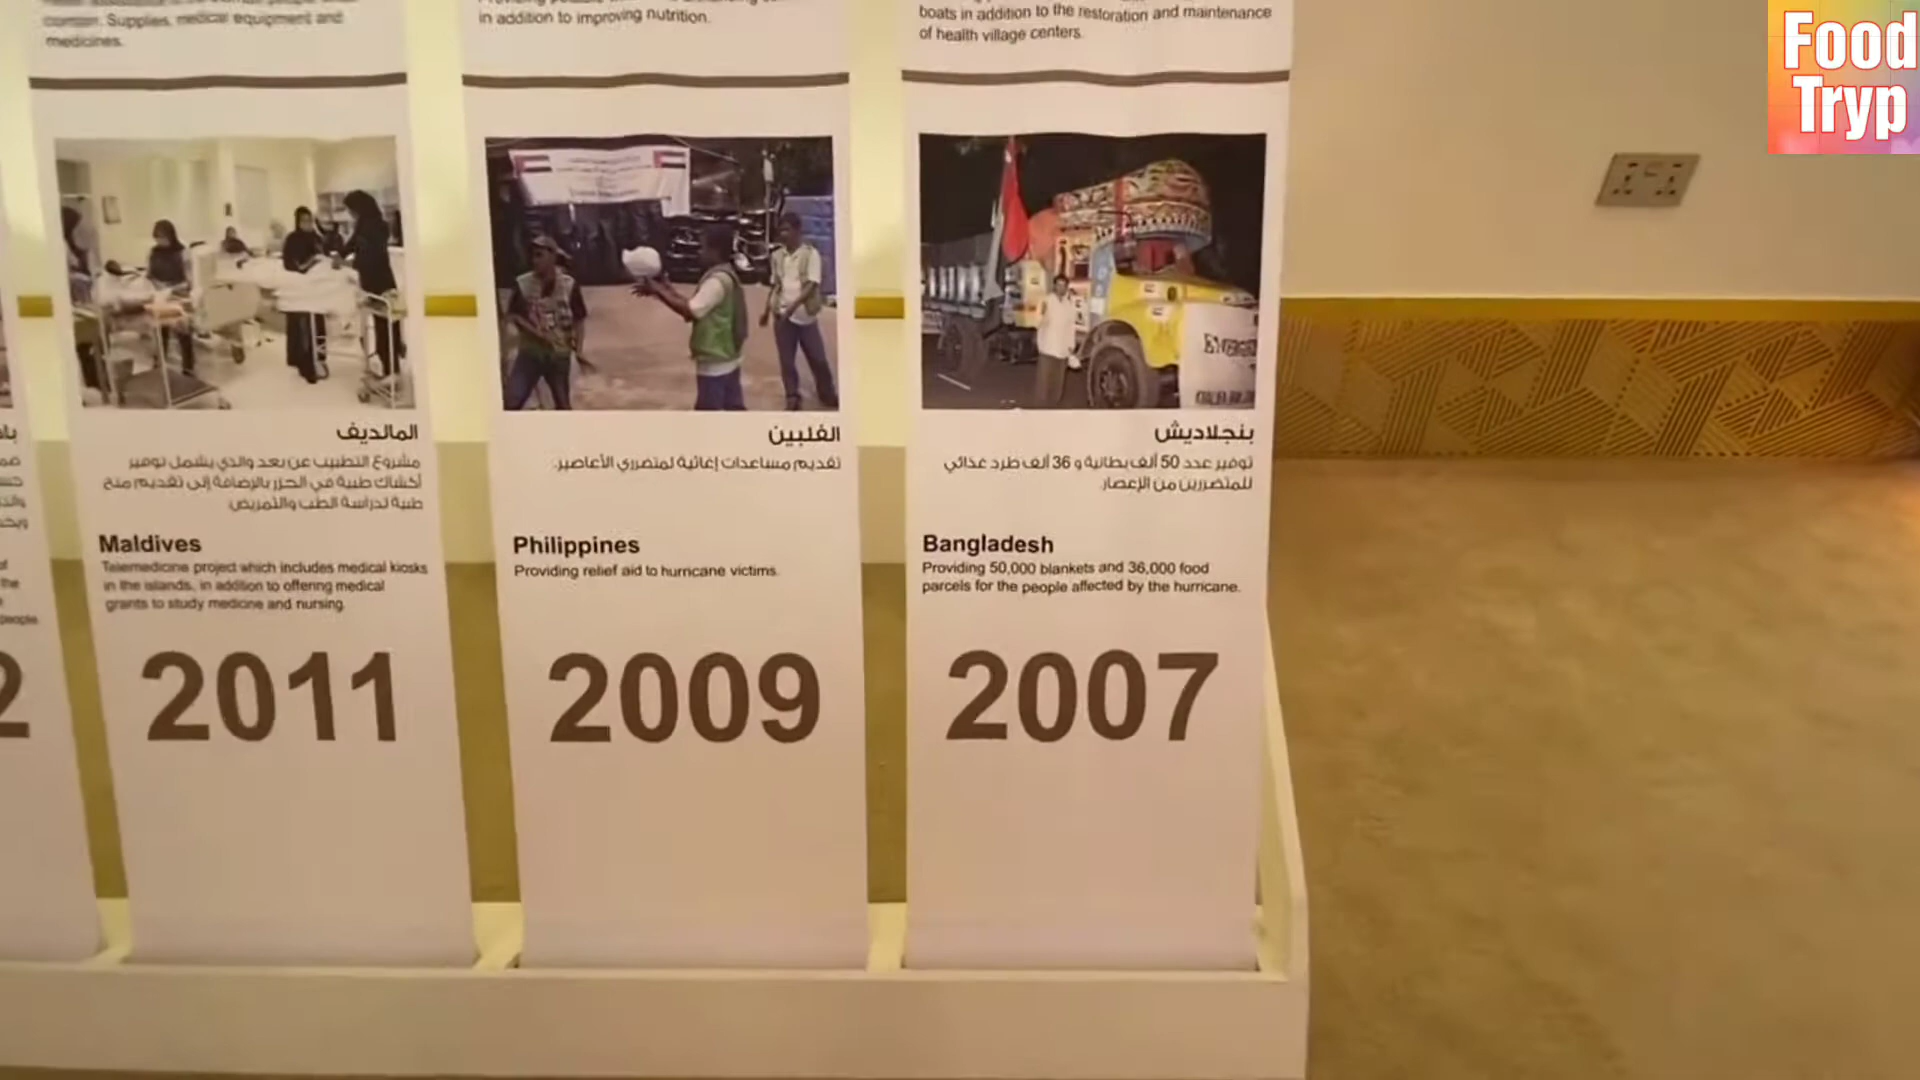 Supplies, medical equipment and
medicines.
in addition to improving nutrition.
boats in addition to the restoration and maintenance
of health village centers.
Food
Tryp
المالديف
مشروع التطبيب عن بعد والذي يشمل توفير
أكشاك طبية في الجزر بالإضافة إلى تقديم منح
طبية لدراسة الطب والتمريض.
Maldives
Telemedicine project which includes medical kiosks
in the islands, in addition to offering medical
grants to study medicine and nursing.
2011
الفلبين
تقديم مساعدات إغاثية لمتضرري الأعاصير.
Philippines
Providing relief aid to hurricane victims.
2009
بنجلاديش
توفير عدد 50 ألف بطانية و 36 ألف طرد غذائي
للمتضررين من الإعصار.
Bangladesh
Providing 50,000 blankets and 36,000 food
parcels for the people affected by the hurricane.
2007
the
people.
2